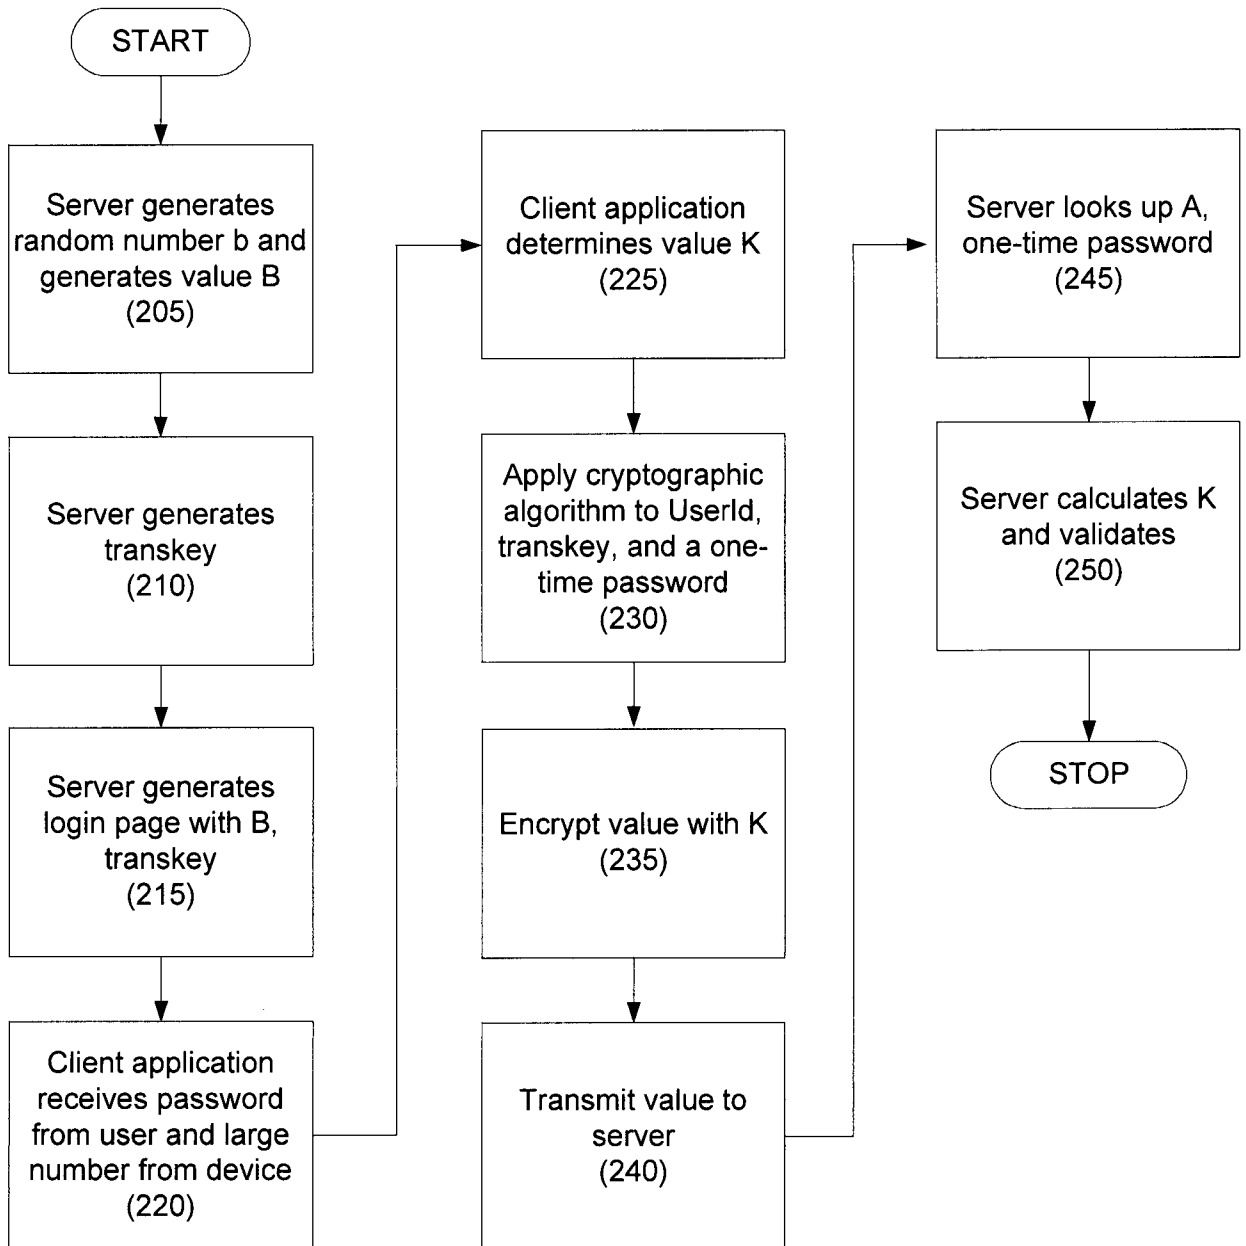 START
Server generates
random number b and
generates value B
(205)
Server generates
transkey
(210)
Server generates
login page with B,
transkey
(215)
Client application
receives password
from user and large
number from device
(220)
Client application
determines value K
(225)
Apply cryptographic
algorithm to UserId,
transkey, and a one-
time password
(230)
Encrypt value with K
(235)
Transmit value to
server
(240)
Server looks up A,
one-time password
(245)
Server calculates K
and validates
(250)
STOP